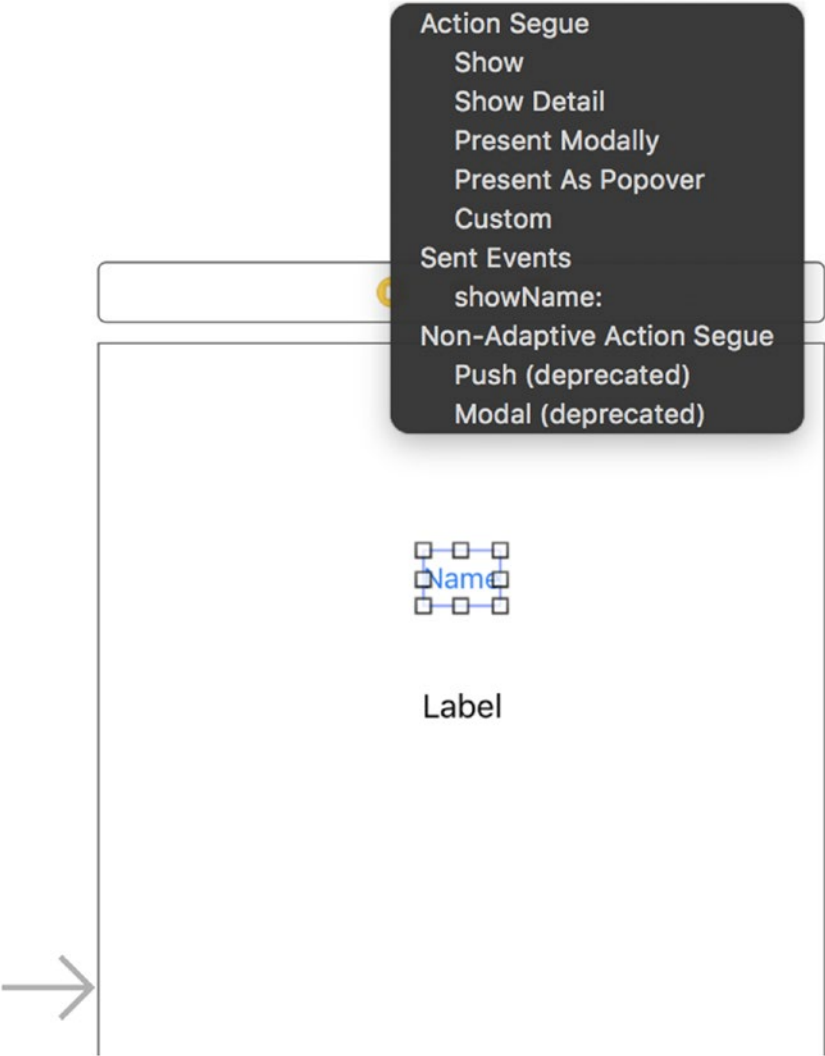 Action Segue
Show
Show Detail
Present Modally
Present As Popover
Custom
Sent Events
showName:
Non-Adaptive Action Segue
Push (deprecated)
Modal (deprecated)
Name
Label